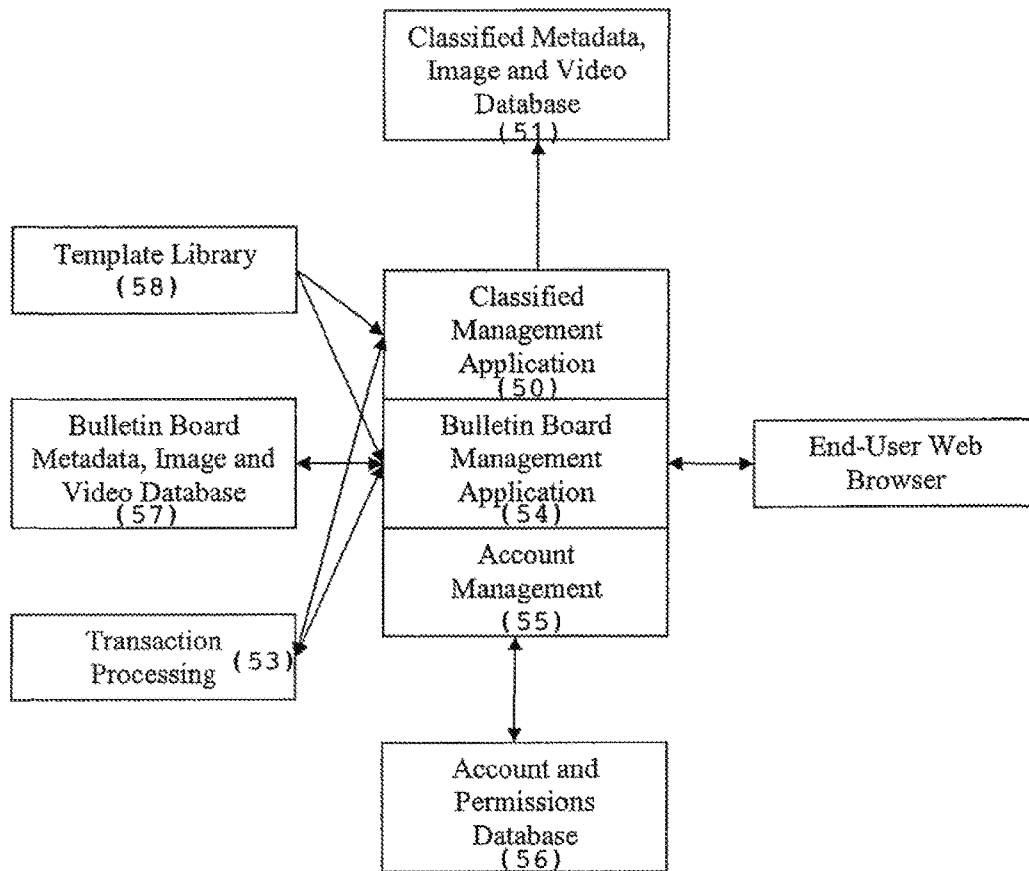 Classified Metadata,
Image and Video
Database
(51)
Template Library
(58)
Classified
Management
Application
(50)
Bulletin Board
Metadata, Image and
Video Database
(57)
Bulletin Board
Management
Application
(54)
End-User Web
Browser
Account
Management
(55)
Transaction
Processing
(53)
Account and
Permissions
Database
(56)